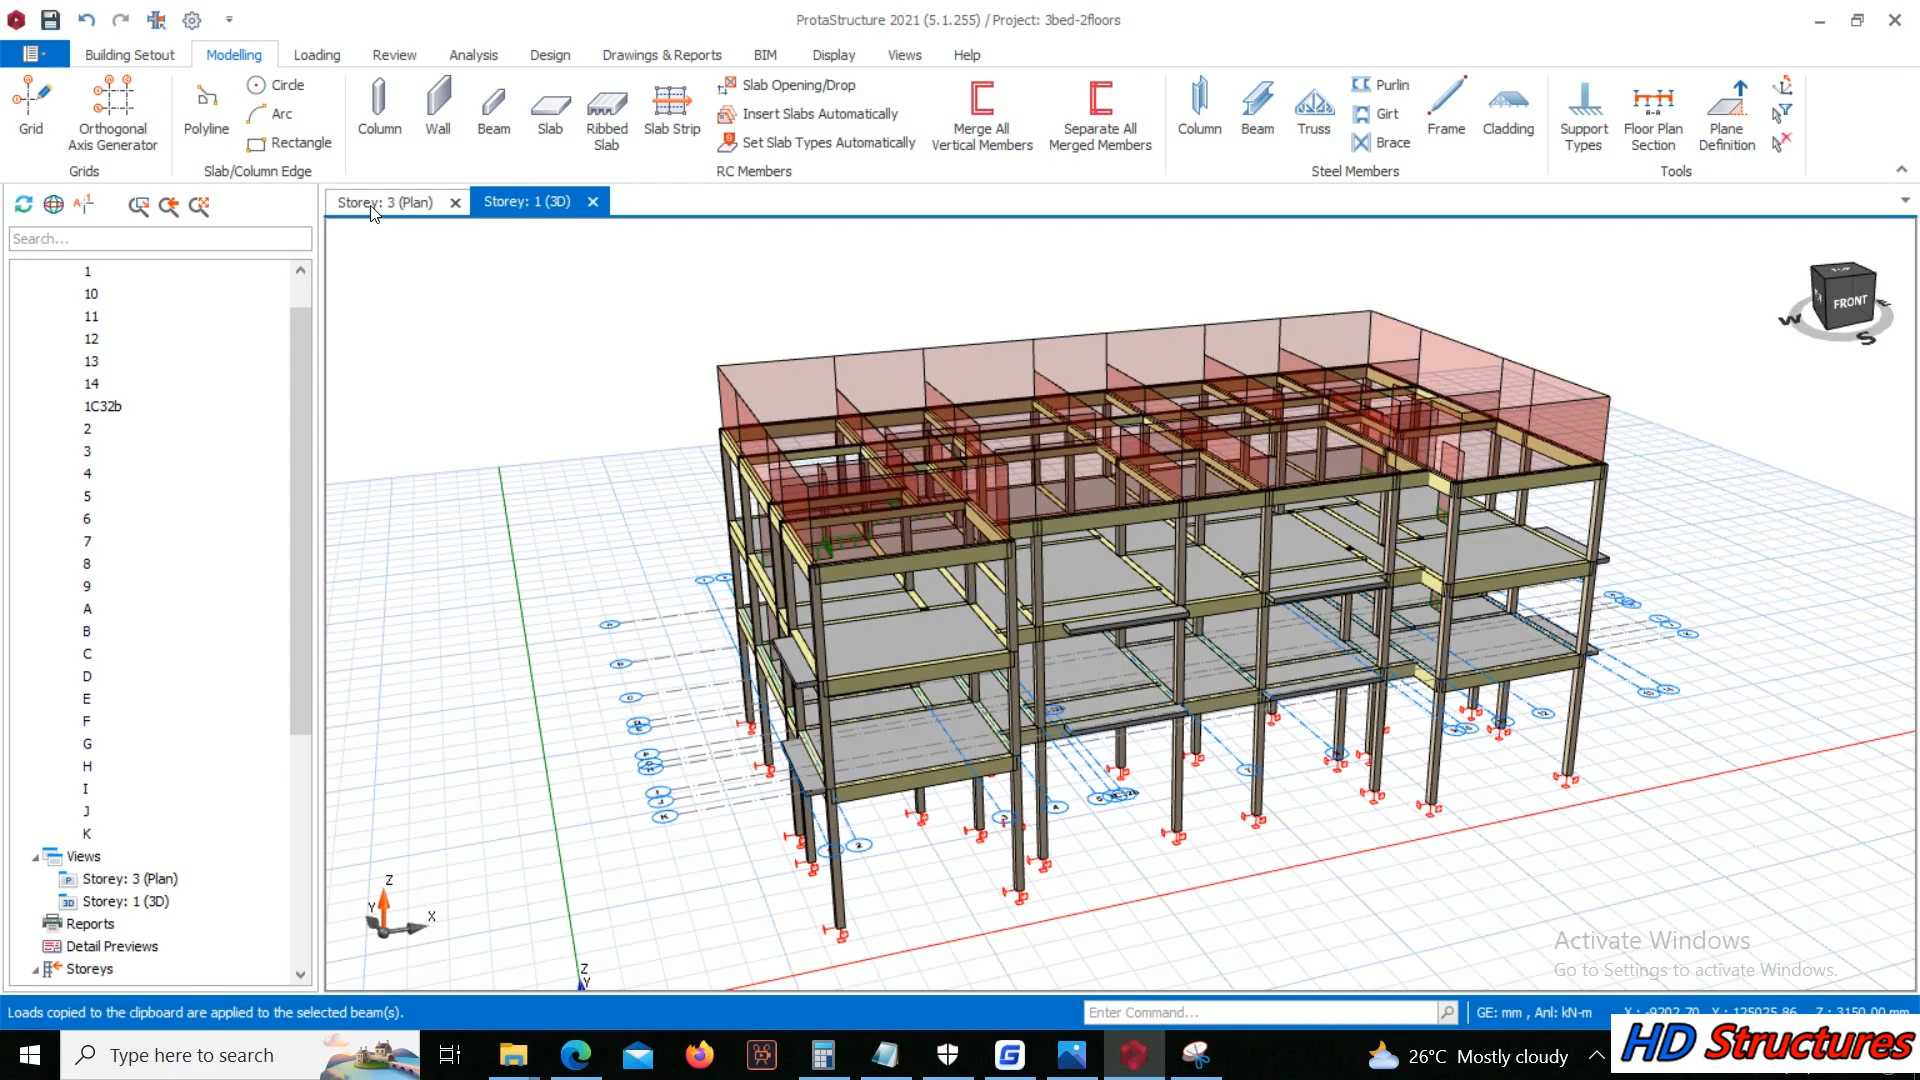 ProtaStructure 2021 (5.1.255) / Project: 3bed-2floors
Building Setout
Modelling
Loading
Review
Analysis
Design
Drawings & Reports
BIM
Display
Views
Help
Grid
Orthogonal
Axis Generator
Grids
Polyline
Circle
Arc
Rectangle
Slab/Column Edge
Column
Wall
Beam
Slab
Ribbed
Slab
Slab Strip
Slab Opening/Drop
Insert Slabs Automatically
Set Slab Types Automatically
Merge All
Vertical Members
Separate All
Merged Members
RC Members
Column
Beam
Truss
Purlin
Girt
Brace
Frame
Cladding
Steel Members
Support
Types
Floor Plan
Section
Plane
Definition
Tools
Storey: 3 (Plan)
Storey: 1 (3D)
Search...
1
10
11
12
13
14
1C32b
2
3
4
5
6
7
8
9
A
B
C
D
E
F
G
H
I
J
K
Views
Storey: 3 (Plan)
Storey: 1 (3D)
Reports
Detail Previews
Storeys
FRONT
W
S
Z
Y
X
Z
Y
Activate Windows
Go to Settings to activate Windows.
Loads copied to the clipboard are applied to the selected beam(s).
Enter Command...
GE: mm , Anl: kN-m
X : -9202.70 Y : 125025.86 Z : 3150.00 mm
Type here to search
26°C Mostly cloudy
HD Structures